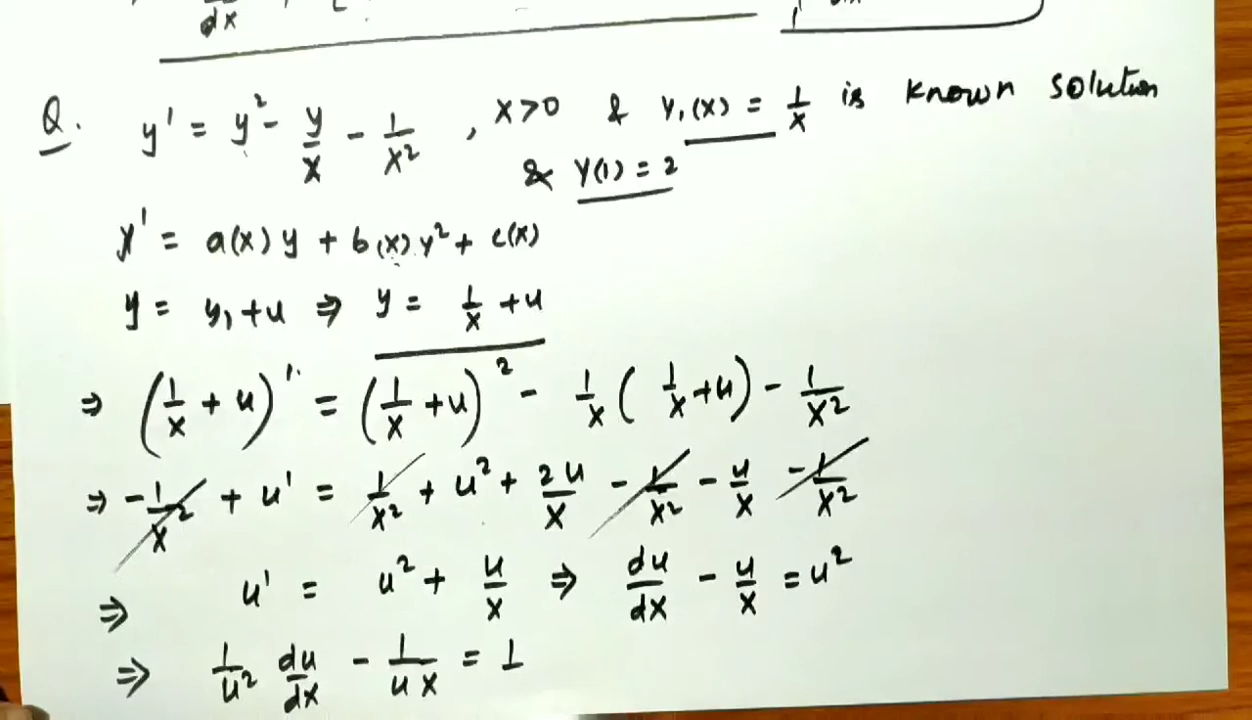 dx
Q. y' = y² - y/x - 1/x² , x>0 & y₁(x) = 1/x is known solution
& y(1) = 2
y' = a(x) y + b(x) y² + c(x)
y = y₁ + u ⇒ y = 1/x + u
⇒ (1/x + u)' = (1/x + u)² - 1/x (1/x + u) - 1/x²
⇒ -1/x² + u' = 1/x² + u² + 2u/x - 1/x² - u/x - 1/x²
⇒ u' = u² + u/x ⇒ du/dx - u/x = u²
⇒ 1/u² du/dx - 1/ux = 1